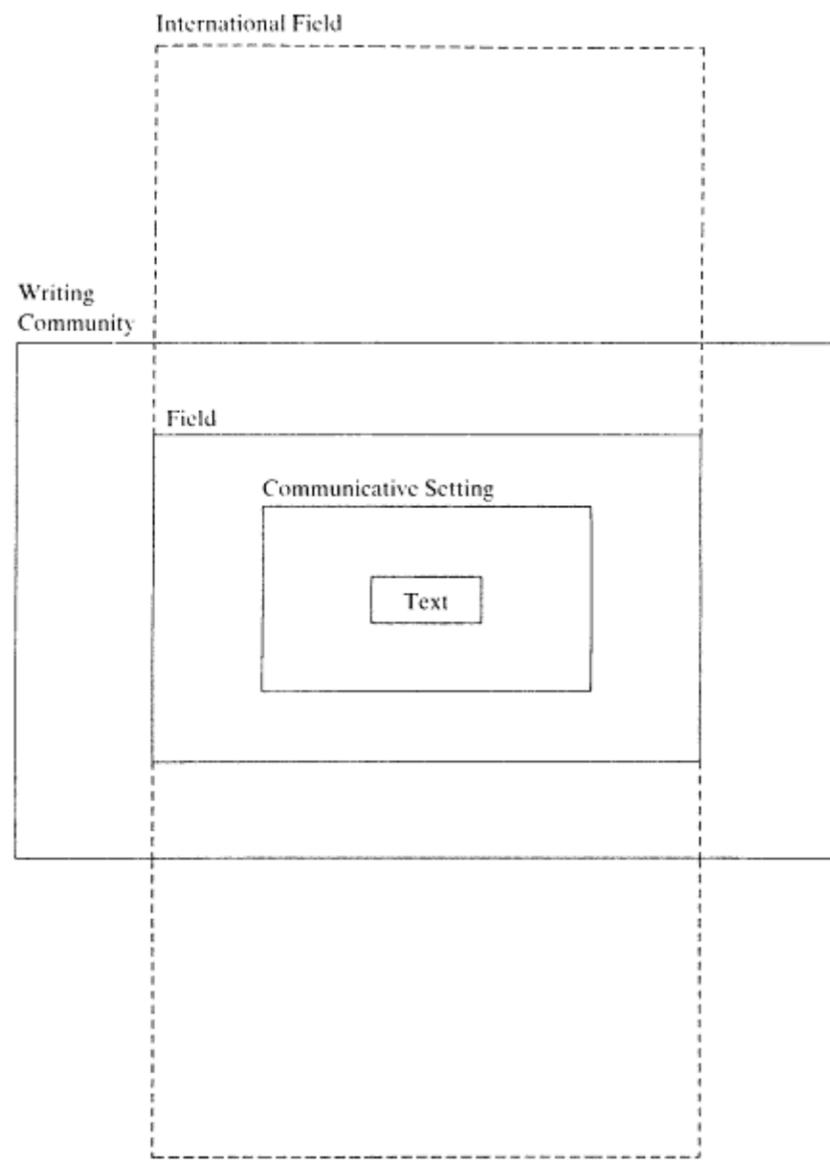 International Field
Writing
Community
Field
Communicative Setting
Text